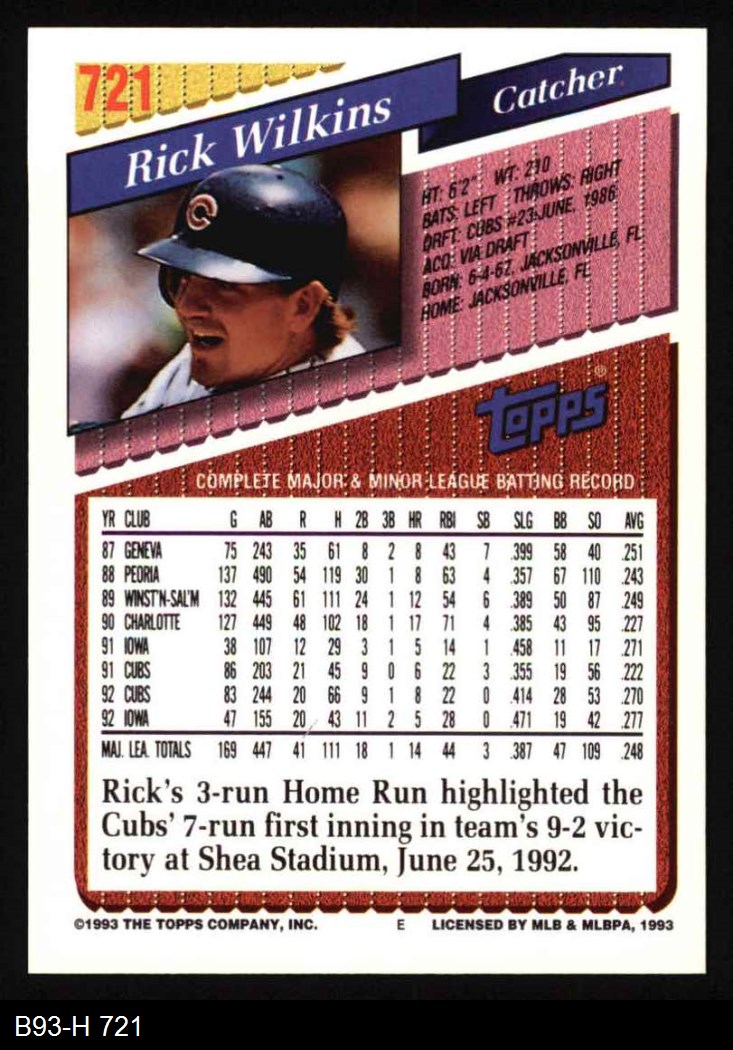 721
Rick Wilkins
Catcher
C
HT: 6'2" WT: 210
BATS: LEFT THROWS: RIGHT
DRFT: CUBS #23-JUNE, 1986
ACQ: VIA DRAFT
BORN: 6-4-67, JACKSONVILLE, FL
HOME: JACKSONVILLE, FL
topps®
COMPLETE MAJOR & MINOR LEAGUE BATTING RECORD
YR CLUB G AB R H 2B 3B HR RBI SB SLG BB SO AVG
87 GENEVA 75 243 35 61 8 2 8 43 7 .399 58 40 .251
88 PEORIA 137 490 54 119 30 1 8 63 4 .357 67 110 .243
89 WINST'N-SAL'M 132 445 61 111 24 1 12 54 6 .389 50 87 .249
90 CHARLOTTE 127 449 48 102 18 1 17 71 4 .385 43 95 .227
91 IOWA 38 107 12 29 3 1 5 14 1 .458 11 17 .271
91 CUBS 86 203 21 45 9 0 6 22 3 .355 19 56 .222
92 CUBS 83 244 20 66 9 1 8 22 0 .414 28 53 .270
92 IOWA 47 155 20 43 11 2 5 28 0 .471 19 42 .277
MAJ. LEA. TOTALS 169 447 41 111 18 1 14 44 3 .387 47 109 .248
Rick's 3-run Home Run highlighted the
Cubs' 7-run first inning in team's 9-2 vic-
tory at Shea Stadium, June 25, 1992.
©1993 THE TOPPS COMPANY, INC. E LICENSED BY MLB & MLBPA, 1993
B93-H 721